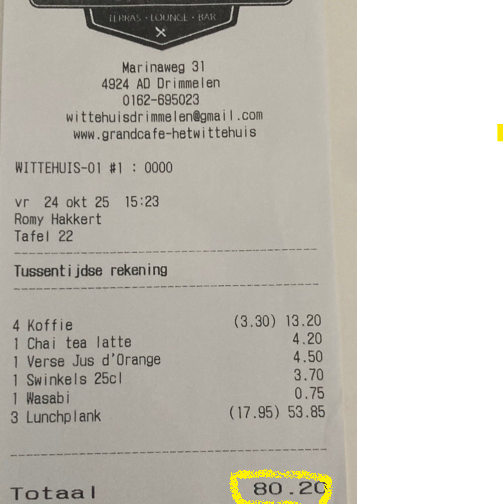 TERRAS · LOUNGE · BAR
Marinaweg 31
4924 AD Drimmelen
0162-695023
wittehuisdrimmelen@gmail.com
www.grandcafe-hetwittehuis
WITTEHUIS-01 #1 : 0000
vr 24 okt 25 15:23
Romy Hakkert
Tafel 22
Tussentijdse rekening
4 Koffie (3.30) 13.20
1 Chai tea latte 4.20
1 Verse Jus d'Orange 4.50
1 Swinkels 25cl 3.70
1 Wasabi 0.75
3 Lunchplank (17.95) 53.85
Totaal 80.20